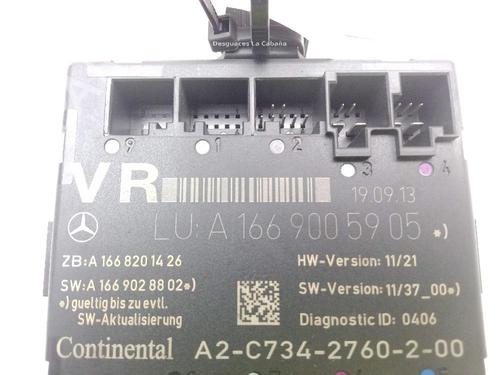 Desguaces La Cabaña
9 1 2 3 4
VR
19.09.13
LU: A 166 900 59 05 *)
ZB: A 166 820 14 26
HW-Version: 11/21
SW: A 166 902 88 02*)
SW-Version: 11/37_00*)
*) gueltig bis zu evtl.
SW-Aktualisierung
Diagnostic ID: 0406
Continental A2-C734-2760-2-00